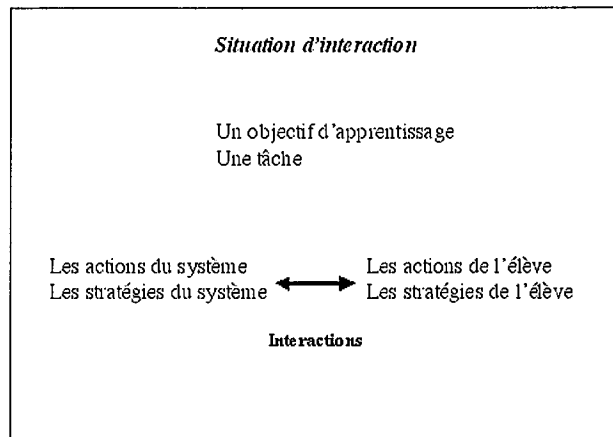 Situation d'interaction
Un objectif d'apprentissage
Une tâche
Les actions du système
Les stratégies du système
Les actions de l'élève
Les stratégies de l'élève
Interactions